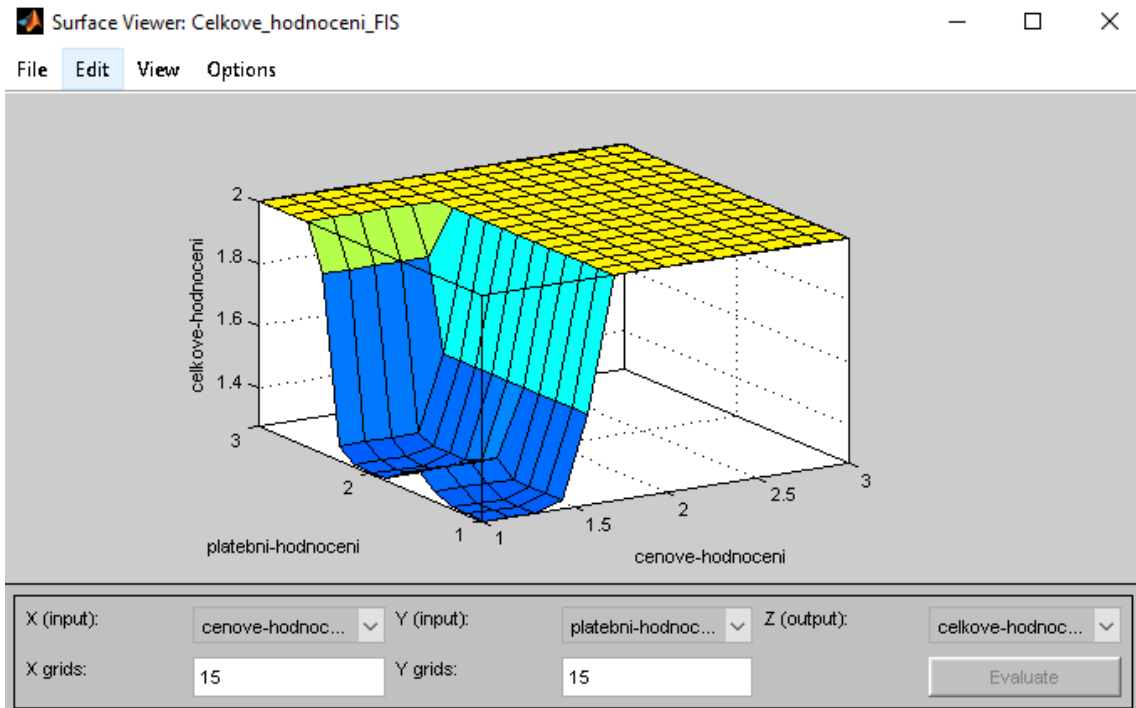 Surface Viewer: Celkove_hodnoceni_FIS
File Edit View Options
2
1.8
1.6
1.4
celkove-hodnoceni
3
2
1
platebni-hodnoceni
1
1.5
2
2.5
3
cenove-hodnoceni
X (input): cenove-hodnoc... Y (input): platebni-hodnoc... Z (output): celkove-hodnoc...
X grids: 15 Y grids: 15 Evaluate